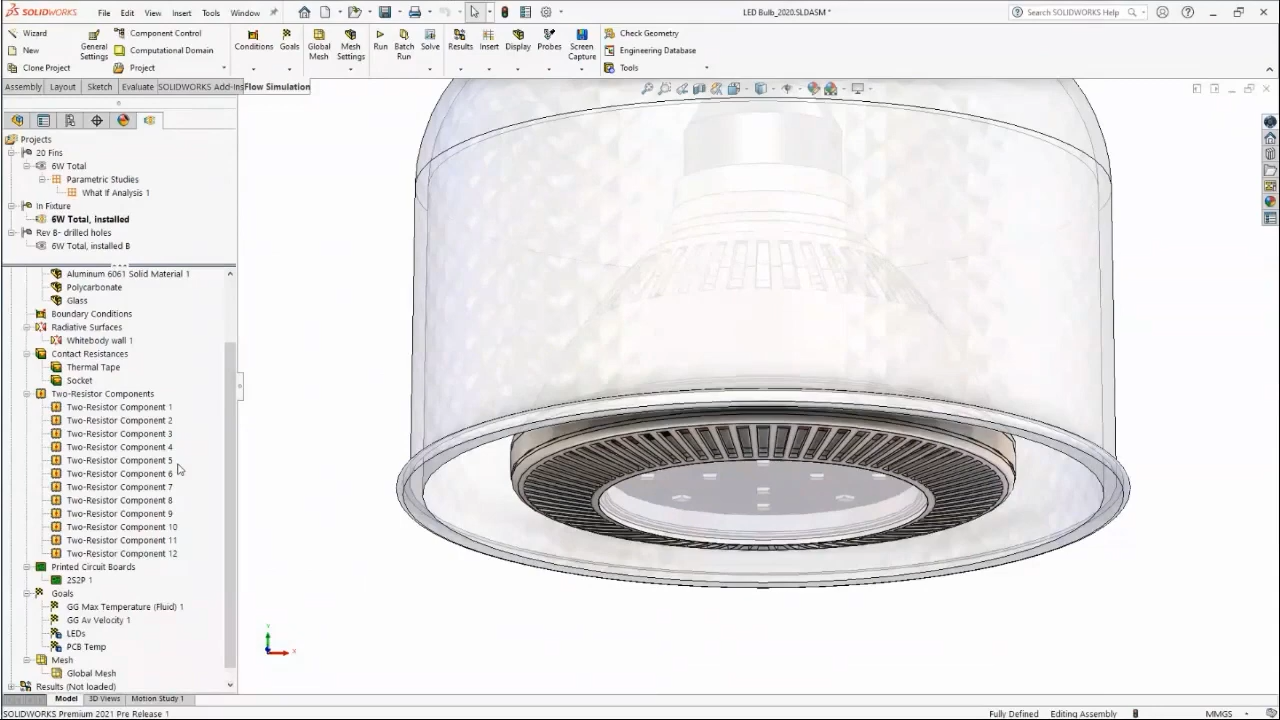 SOLIDWORKS File Edit View Insert Tools Window LED Bulb_2020.SLDASM * Search SOLIDWORKS Help
Wizard
New
Clone Project
General Settings
Component Control
Computational Domain
Project
Conditions
Goals
Global Mesh
Mesh Settings
Run
Batch Run
Solve
Results
Insert
Display
Probes
Screen Capture
Check Geometry
Engineering Database
Tools
Assembly Layout Sketch Evaluate SOLIDWORKS Add-Ins Flow Simulation
Projects
20 Fins
6W Total
Parametric Studies
What If Analysis 1
In Fixture
6W Total, installed
Rev B- drilled holes
6W Total, installed B
Aluminum 6061 Solid Material 1
Polycarbonate
Glass
Boundary Conditions
Radiative Surfaces
Whitebody wall 1
Contact Resistances
Thermal Tape
Socket
Two-Resistor Components
Two-Resistor Component 1
Two-Resistor Component 2
Two-Resistor Component 3
Two-Resistor Component 4
Two-Resistor Component 5
Two-Resistor Component 6
Two-Resistor Component 7
Two-Resistor Component 8
Two-Resistor Component 9
Two-Resistor Component 10
Two-Resistor Component 11
Two-Resistor Component 12
Printed Circuit Boards
2S2P 1
Goals
GG Max Temperature (Fluid) 1
GG Av Velocity 1
LEDs
PCB Temp
Mesh
Global Mesh
Results (Not loaded)
Y
X
Model 3D Views Motion Study 1
SOLIDWORKS Premium 2021 Pre Release 1 Fully Defined Editing Assembly MMGS